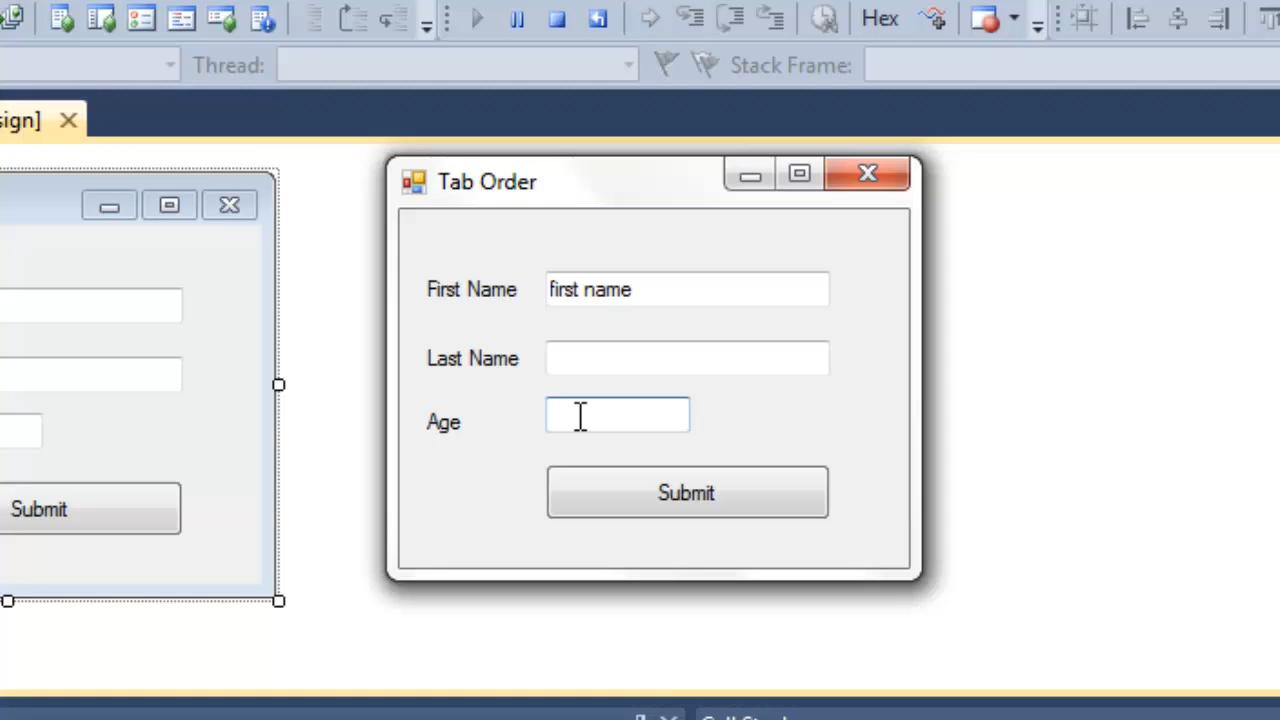 Hex
Thread:
Stack Frame:
sign]
Tab Order
First Name
first name
Last Name
Age
Submit
Submit